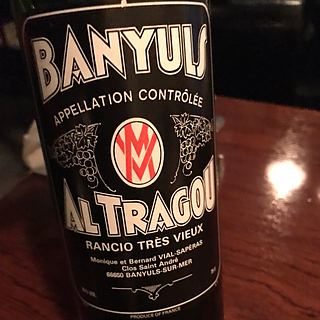 BANYULS
APPELLATION CONTRÔLÉE
VM
AL TRAGOU
RANCIO TRÈS VIEUX
Monique et Bernard VIAL-SAPÉRAS
Clos Saint André
66650 BANYULS-SUR-MER
PRODUCE OF FRANCE